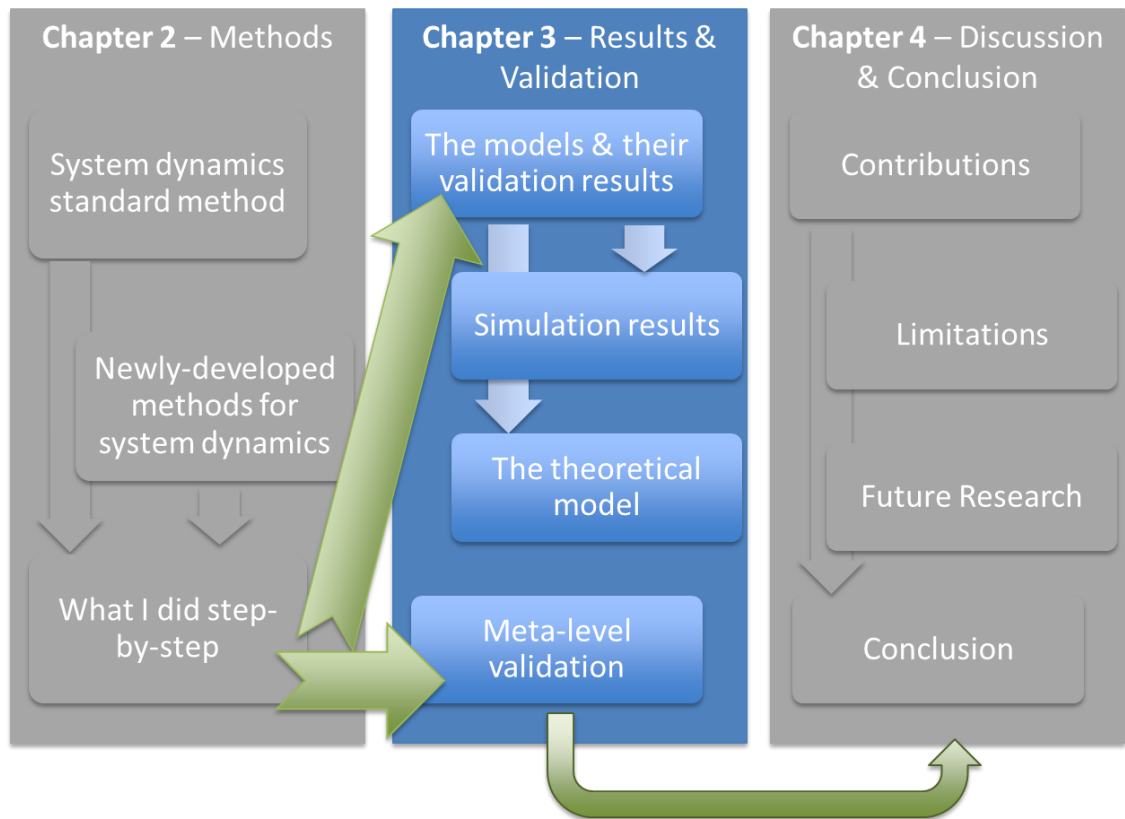 Chapter 2 – Methods
System dynamics
standard method
Newly-developed
methods for
system dynamics
What I did step-
by-step
Chapter 3 – Results &
Validation
The models & their
validation results
Simulation results
The theoretical
model
Meta-level
validation
Chapter 4 – Discussion
& Conclusion
Contributions
Limitations
Future Research
Conclusion